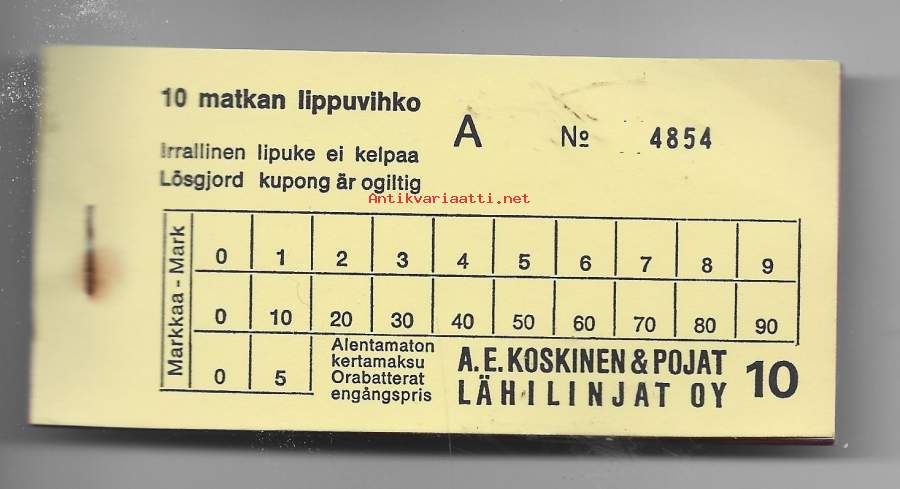 10 matkan lippuvihko
A № 4854
Irrallinen lipuke ei kelpaa
Lösgjord kupong är ogiltig
Antikvariaatti.net
Markkaa - Mark
0 1 2 3 4 5 6 7 8 9
0 10 20 30 40 50 60 70 80 90
0 5
Alentamaton
kertamaksu
Orabatterat
engångspris
A.E.KOSKINEN & POJAT
LÄHILINJAT OY
10